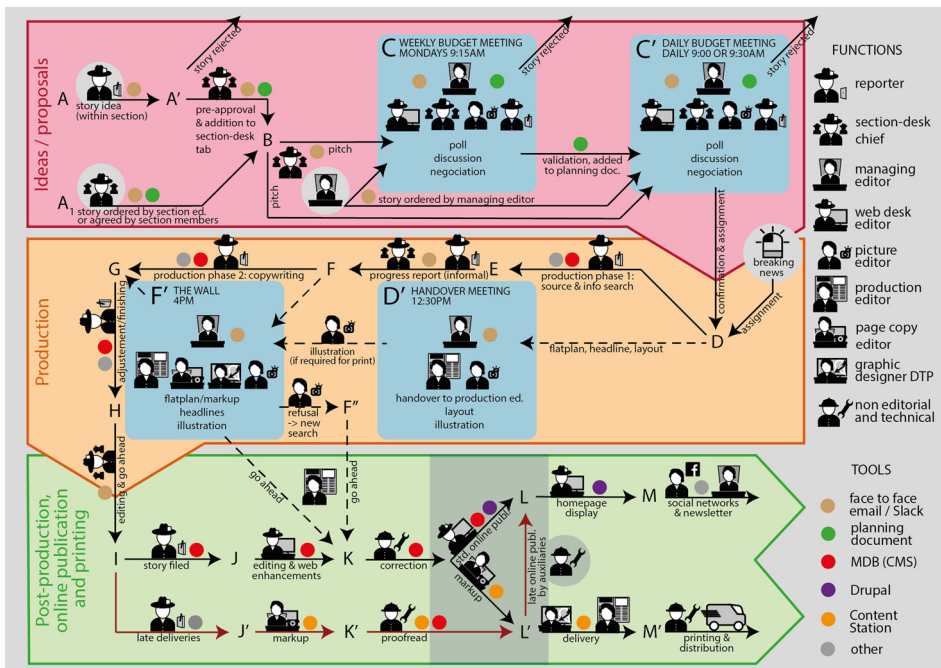 Ideas / proposals
A
story idea
(within section)
A'
story rejected
pre-approval
& addition to
section-desk
tab
A
1 story ordered by section ed.
or agreed by section members
B
pitch
pitch
C WEEKLY BUDGET MEETING
MONDAYS 9:15AM
poll
discussion
negociation
story rejected
story ordered by managing editor
validation, added
to planning doc.
C' DAILY BUDGET MEETING
DAILY 9:00 OR 9:30AM
poll
discussion
negociation
story rejected
confirmation & assignment
breaking
news
assignment
Production
D
production phase 1:
source & info search
E
progress report (informal)
F
production phase 2: copywriting
G
flatplan, headline, layout
D' HANDOVER MEETING
12:30PM
handover to production ed.
layout
illustration
illustration
(if required for print)
F' THE WALL
4PM
flatplan/markup
headlines
illustration
refusal
-> new
search
F"
go ahead
go ahead
adjustement/finishing
H
editing & go ahead
Post-production,
online publication
and printing
I
story filed
J
editing & web
enhancements
K
correction
std. online publ.
markup
L
homepage
display
M
social networks
& newsletter
late deliveries
J'
markup
K'
proofread
L'
late online publ.
by auxiliaries
delivery
M'
printing &
distribution
FUNCTIONS
reporter
section-desk
chief
managing
editor
web desk
editor
picture
editor
production
editor
page copy
editor
graphic
designer DTP
non editorial
and technical
TOOLS
face to face
email / Slack
planning
document
MDB (CMS)
Drupal
Content
Station
other